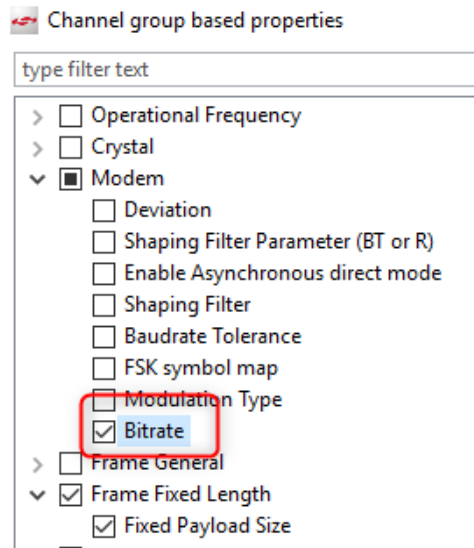 Channel group based properties
type filter text
Operational Frequency
Crystal
Modem
Deviation
Shaping Filter Parameter (BT or R)
Enable Asynchronous direct mode
Shaping Filter
Baudrate Tolerance
FSK symbol map
Modulation Type
Bitrate
Frame General
Frame Fixed Length
Fixed Payload Size